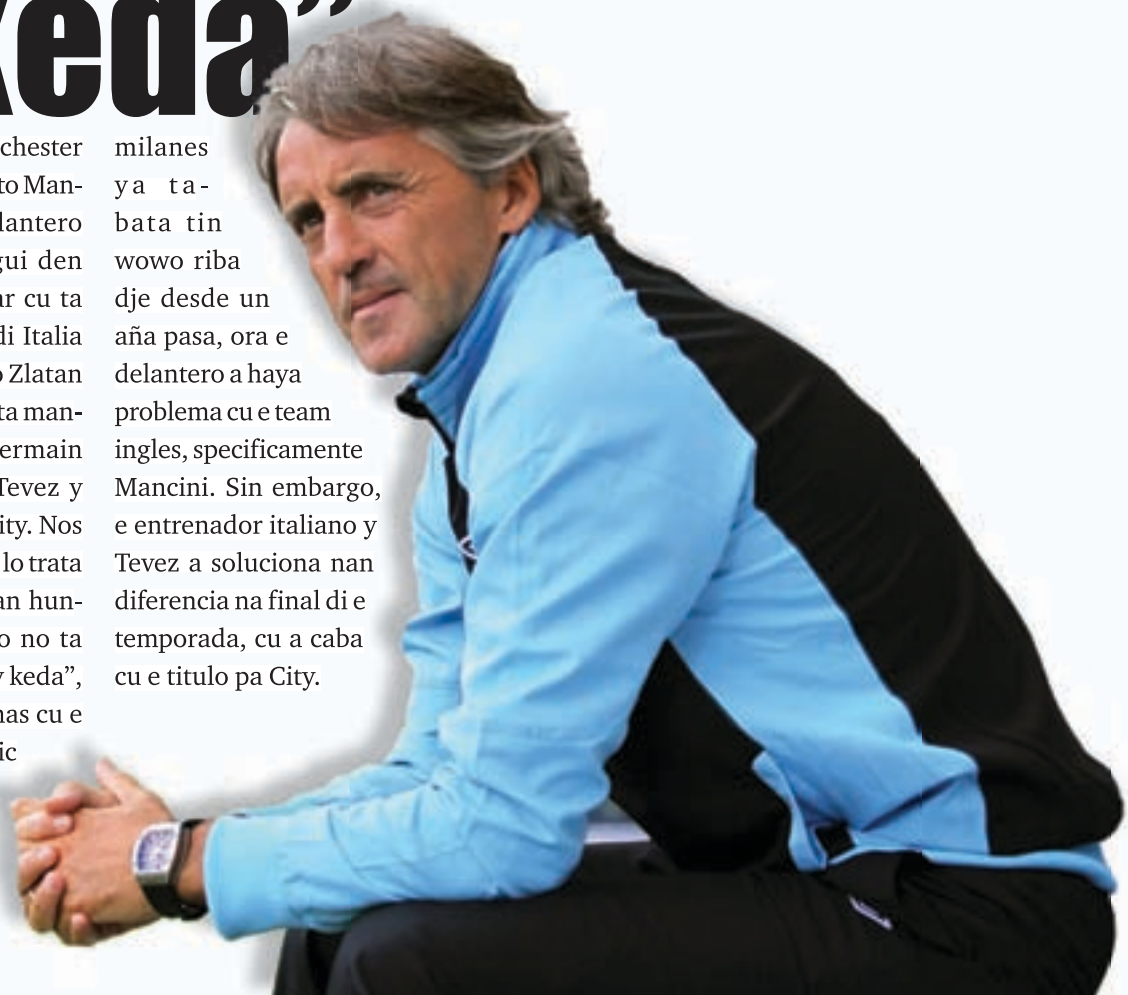 keda”
chester
to Man-
lantero
gui den
ar cu ta
di Italia
o Zlatan
ta man-
ermain
Tevez y
ity. Nos
lo trata
an hun-
o no ta
y keda”,
mas cu e
ic
milanes
ya ta-
bata tin
wowo riba
dje desde un
aña pasa, ora e
delantero a haya
problema cu e team
ingles, specificamente
Mancini. Sin embargo,
e entrenador italiano y
Tevez a soluciona nan
diferencia na final di e
temporada, cu a caba
cu e titulo pa City.